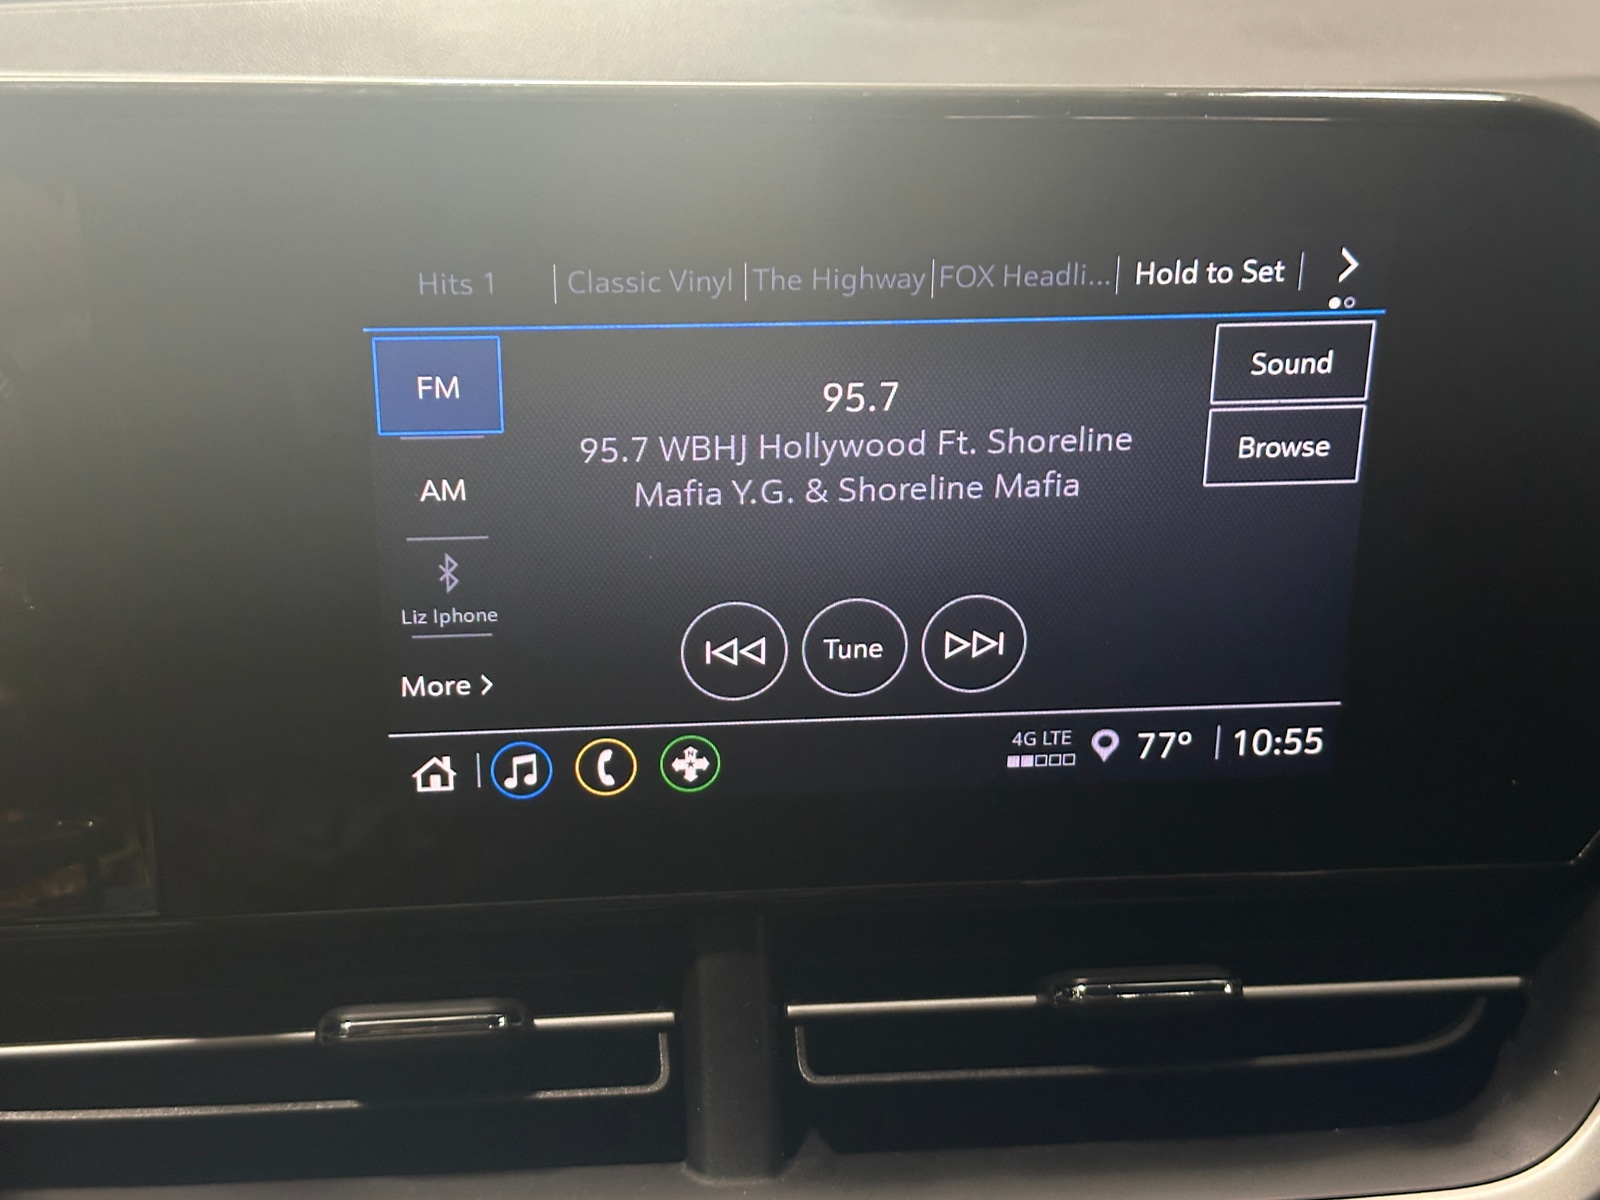 Hits 1 Classic Vinyl The Highway FOX Headli... Hold to Set
FM
95.7
Sound
95.7 WBHJ Hollywood Ft. Shoreline
Browse
Mafia Y.G. & Shoreline Mafia
AM
Liz Iphone
Tune
More >
4G LTE 77° 10:55